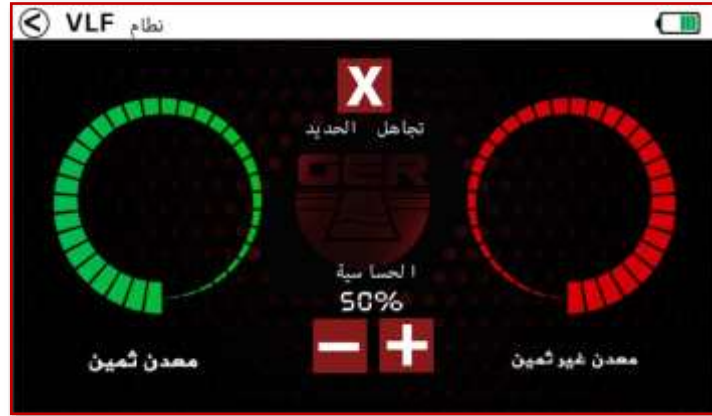 نظام VLF
X
تجاهل الحديد
GER
الحساسية
50%
− +
معدن ثمين
معدن غير ثمين